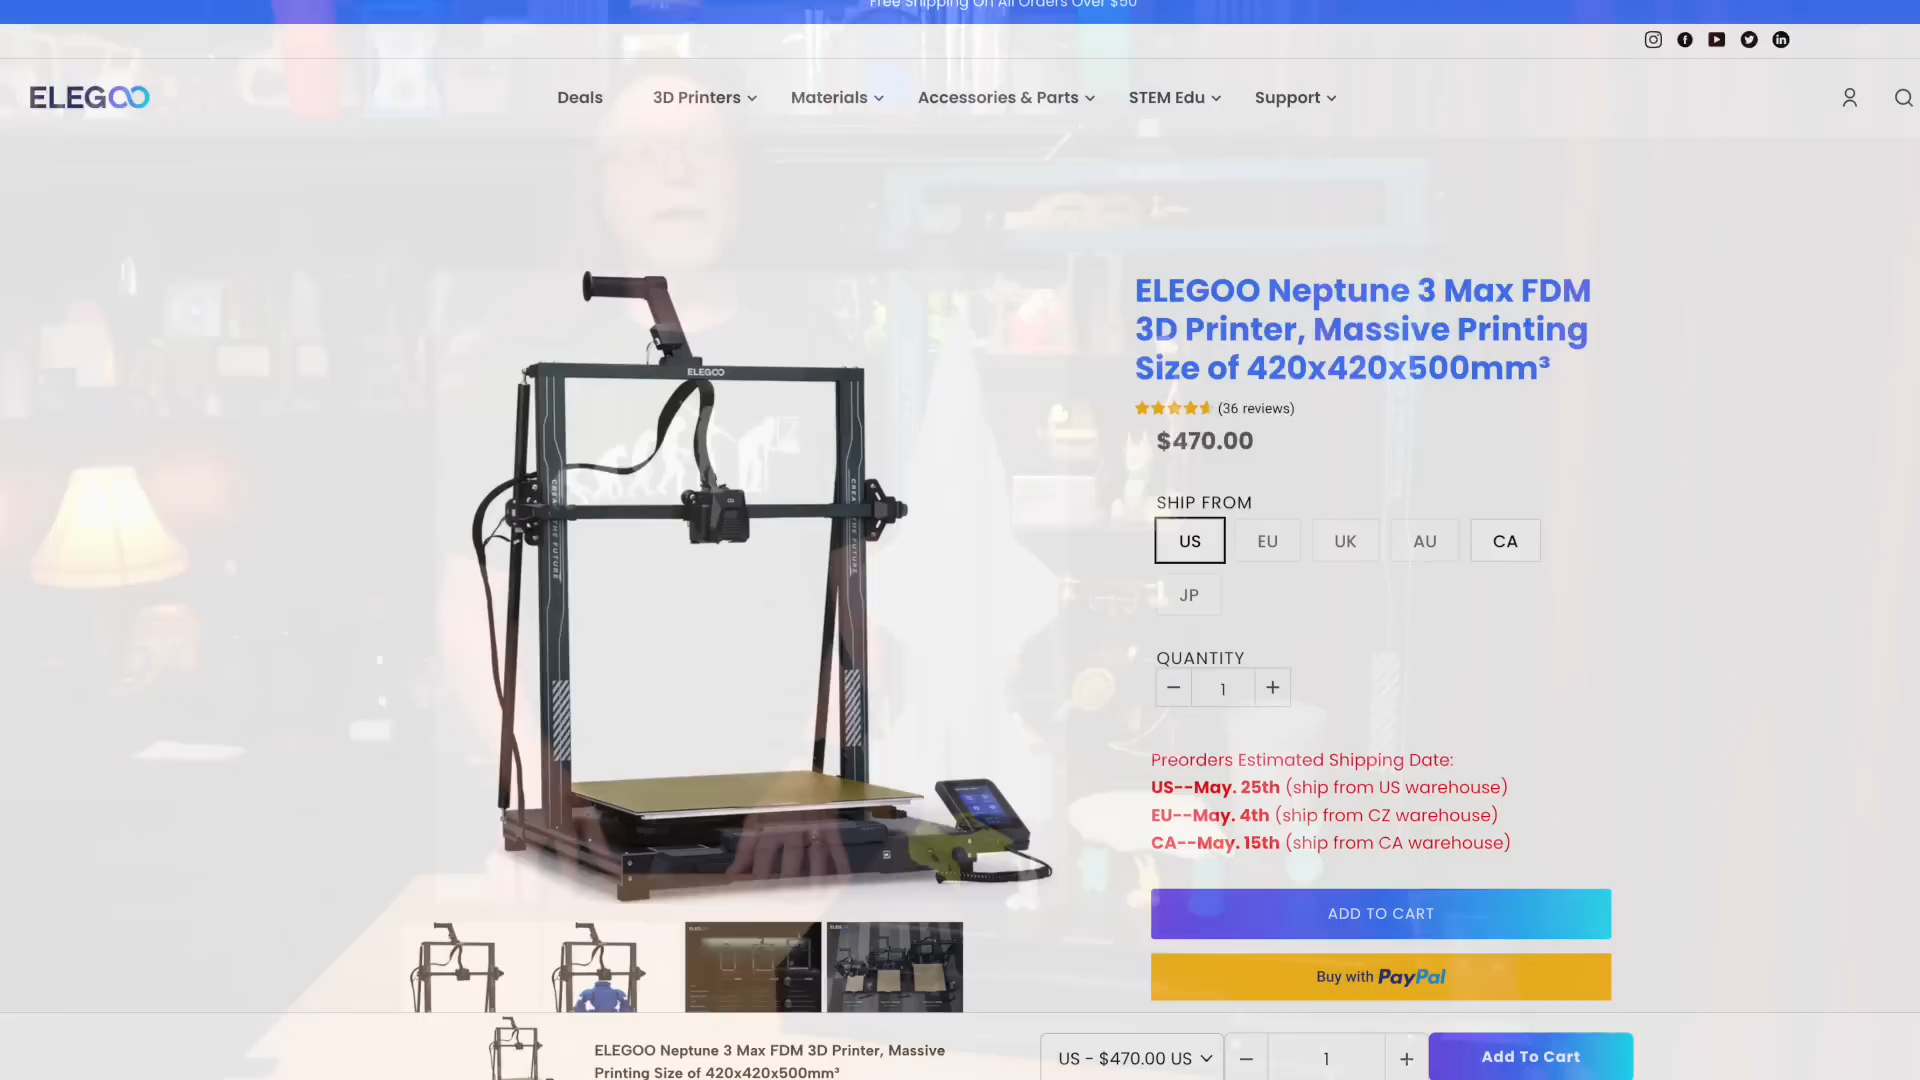 Free Shipping On All Orders Over $50
ELEGOO
Deals
3D Printers
Materials
Accessories & Parts
STEM Edu
Support
ELEGOO Neptune 3 Max FDM
3D Printer, Massive Printing
Size of 420x420x500mm³
(36 reviews)
$470.00
SHIP FROM
US
EU
UK
AU
CA
JP
QUANTITY
1
Preorders Estimated Shipping Date:
US--May. 25th (ship from US warehouse)
EU--May. 4th (ship from CZ warehouse)
CA--May. 15th (ship from CA warehouse)
ADD TO CART
Buy with PayPal
ELEGOO
CREATE THE FUTURE
ELEGOO Neptune 3 Max FDM 3D Printer, Massive
Printing Size of 420x420x500mm³
US - $470.00 US
1
Add To Cart